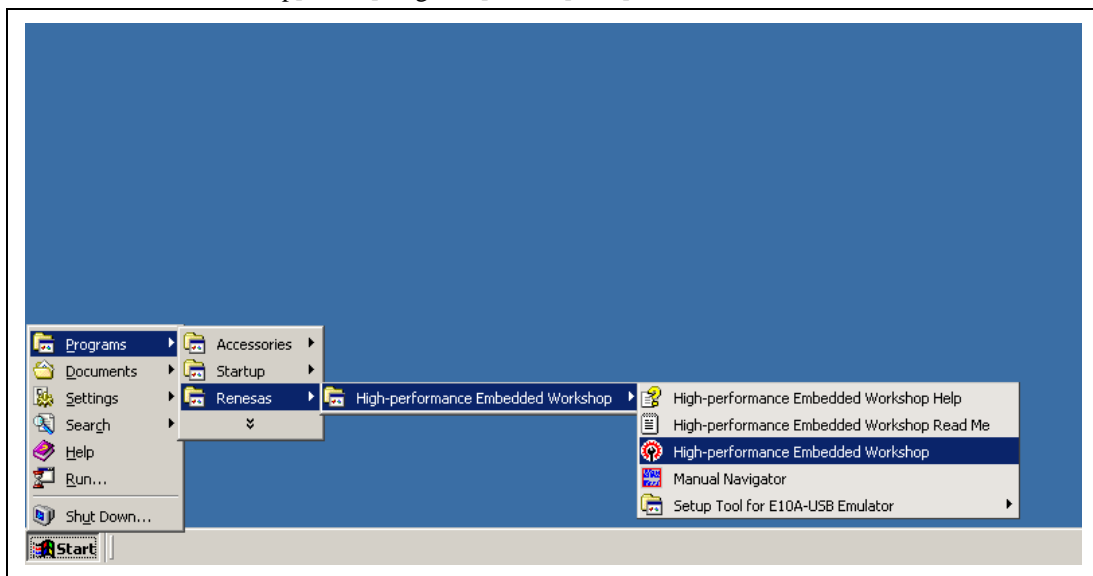 Programs
Documents
Settings
Search
Help
Run...
Shut Down...
Start
Accessories
Startup
Renesas
High-performance Embedded Workshop
High-performance Embedded Workshop Help
High-performance Embedded Workshop Read Me
High-performance Embedded Workshop
Manual Navigator
Setup Tool for E10A-USB Emulator